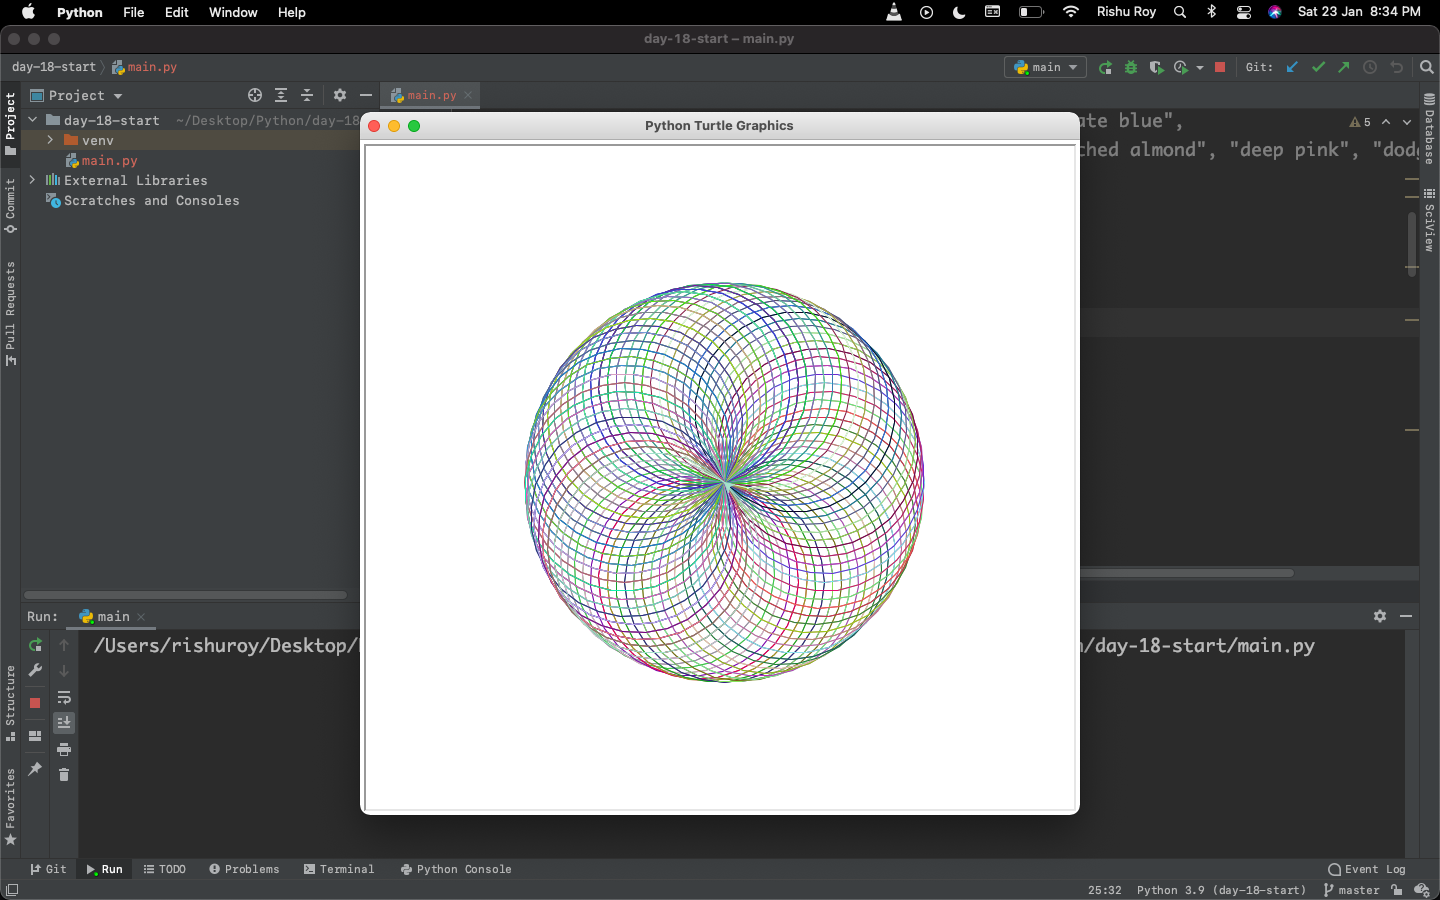 Python File Edit Window Help Rishu Roy Sat 23 Jan 8:34 PM
day-18-start – main.py
day-18-start main.py main Git:
Project main.py
day-18-start ~/Desktop/Python/day-18
venv
main.py
External Libraries
Scratches and Consoles
Python Turtle Graphics
ate blue", 5
ched almond", "deep pink", "dodg
Project
Commit
Pull Requests
Structure
Favorites
Database
SciView
Run: main
/Users/rishuroy/Desktop/ /day-18-start/main.py
Git Run TODO Problems Terminal Python Console Event Log
25:32 Python 3.9 (day-18-start) master